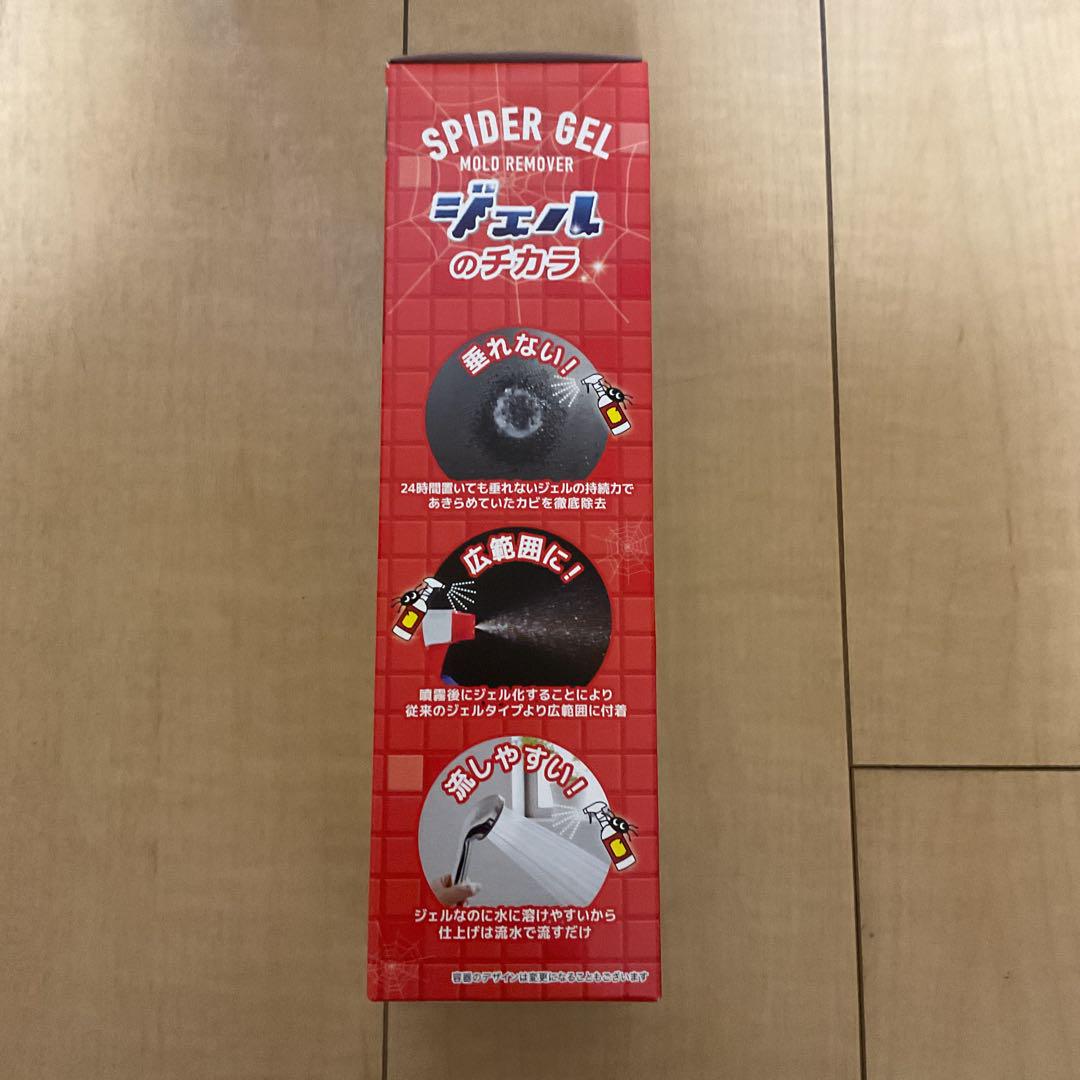 SPIDER GEL
MOLD REMOVER
ジェル
のチカラ
垂れない!
24時間置いても垂れないジェルの持続力で
あきらめていたカビを徹底除去
広範囲に!
噴霧後にジェル化することにより
従来のジェルタイプより広範囲に付着
流しやすい!
ジェルなのに水に溶けやすいから
仕上げは流水で流すだけ
容器のデザインは変更になることもございます